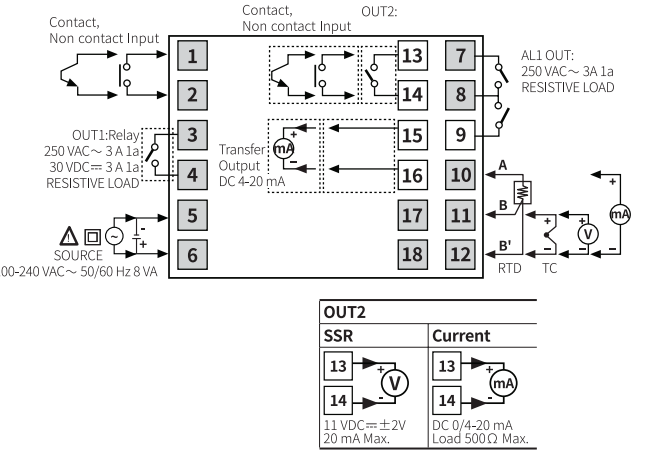 Contact,
Non contact Input
Contact,
Non contact Input
OUT2:
1
2
3
4
5
6
13
14
15
16
17
18
7
8
9
10
11
12
AL1 OUT:
250 VAC～ 3A 1a
RESISTIVE LOAD
OUT1:Relay
250 VAC～ 3 A 1a
30 VDC⎓ 3 A 1a
RESISTIVE LOAD
Transfer
Output
DC 4-20 mA
+
mA
-
SOURCE
00-240 VAC～ 50/60 Hz 8 VA
-
+
A
B
B'
RTD
TC
+
-
+
V
-
+
mA
-
OUT2
SSR
Current
13
14
+
V
-
11 VDC⎓±2V
20 mA Max.
13
14
+
mA
-
DC 0/4-20 mA
Load 500Ω Max.